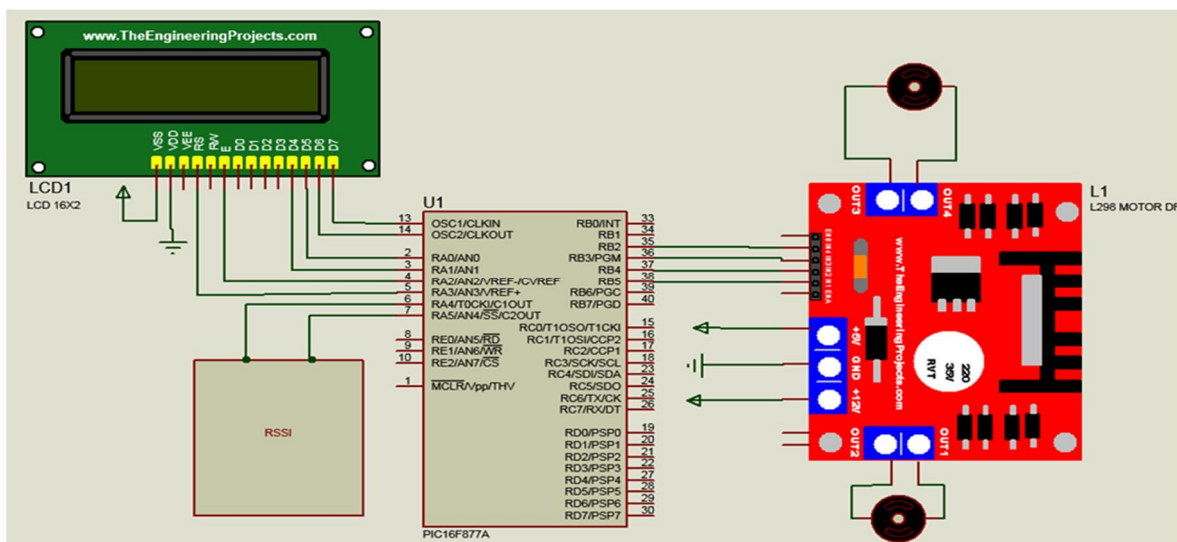 www.TheEngineeringProjects.com
VSS
VDD
VEE
RS
RW
E
D0
D1
D2
D3
D4
D5
D6
D7
LCD1
LCD 16X2
U1
13
OSC1/CLKIN
14
OSC2/CLKOUT
2
RA0/AN0
3
RA1/AN1
4
RA2/AN2/VREF-/CVREF
5
RA3/AN3/VREF+
6
RA4/T0CKI/C1OUT
7
RA5/AN4/SS/C2OUT
8
RE0/AN5/RD
9
RE1/AN6/WR
10
RE2/AN7/CS
1
MCLR/Vpp/THV
RB0/INT
33
RB1
34
RB2
35
RB3/PGM
36
RB4
37
RB5
38
RB6/PGC
39
RB7/PGD
40
RC0/T1OSO/T1CKI
15
RC1/T1OSI/CCP2
16
RC2/CCP1
17
RC3/SCK/SCL
18
RC4/SDI/SDA
23
RC5/SDO
24
RC6/TX/CK
25
RC7/RX/DT
26
RD0/PSP0
19
RD1/PSP1
20
RD2/PSP2
21
RD3/PSP3
22
RD4/PSP4
27
RD5/PSP5
28
RD6/PSP6
29
RD7/PSP7
30
PIC16F877A
RSSI
OUT3
OUT4
L1
L298 MOTOR DR
www.TheEngineeringProjects.com
+5V
GND
+12V
220
35V
RVT
OUT2
OUT1